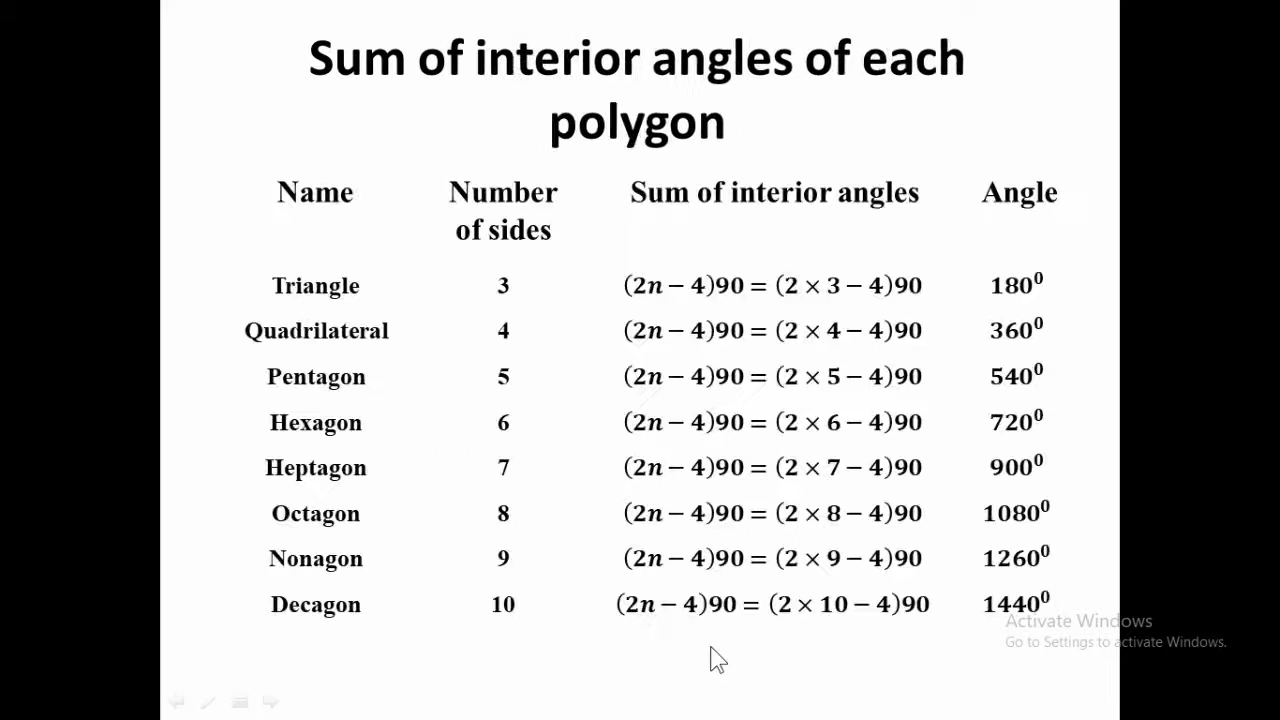 Sum of interior angles of each
polygon
Name Number of sides Sum of interior angles Angle
Triangle 3 (2n − 4)90 = (2 × 3 − 4)90 180⁰
Quadrilateral 4 (2n − 4)90 = (2 × 4 − 4)90 360⁰
Pentagon 5 (2n − 4)90 = (2 × 5 − 4)90 540⁰
Hexagon 6 (2n − 4)90 = (2 × 6 − 4)90 720⁰
Heptagon 7 (2n − 4)90 = (2 × 7 − 4)90 900⁰
Octagon 8 (2n − 4)90 = (2 × 8 − 4)90 1080⁰
Nonagon 9 (2n − 4)90 = (2 × 9 − 4)90 1260⁰
Decagon 10 (2n − 4)90 = (2 × 10 − 4)90 1440⁰
Activate Windows
Go to Settings to activate Windows.